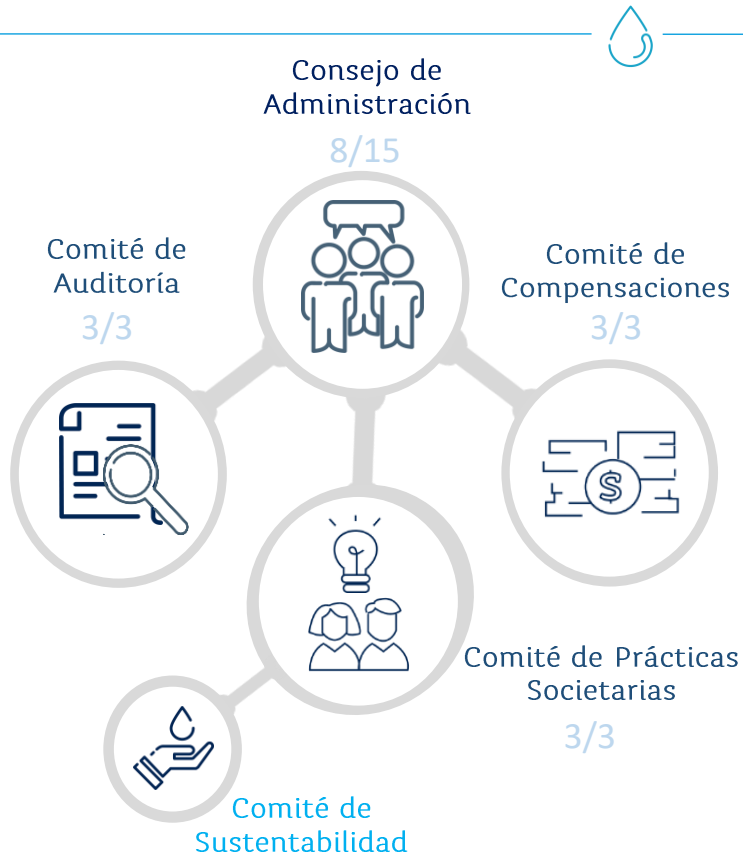 Consejo de
Administración
8/15
Comité de
Auditoría
3/3
Comité de
Compensaciones
3/3
$
Comité de Prácticas
Societarias
3/3
Comité de
Sustentabilidad